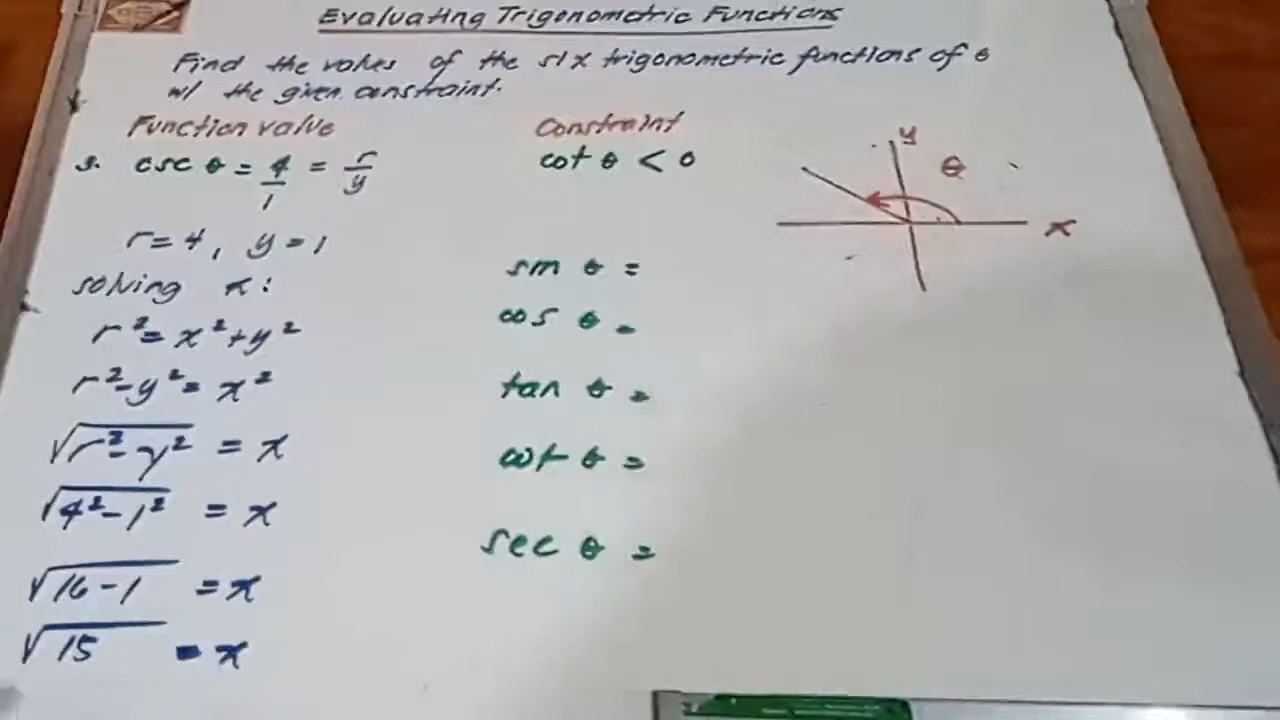 Evaluating Trigonometric Functions
Find the values of the six trigonometric functions of θ
w/ the given constraint.
Function value
Constraint
csc θ = 4/1 = r/y
cot θ < 0
y
θ
x
r = 4, y = 1
solving x:
r² = x² + y²
r² - y² = x²
√r² - y² = x
√4² - 1² = x
√16 - 1 = x
√15 = x
sin θ =
cos θ =
tan θ =
cot θ =
sec θ =